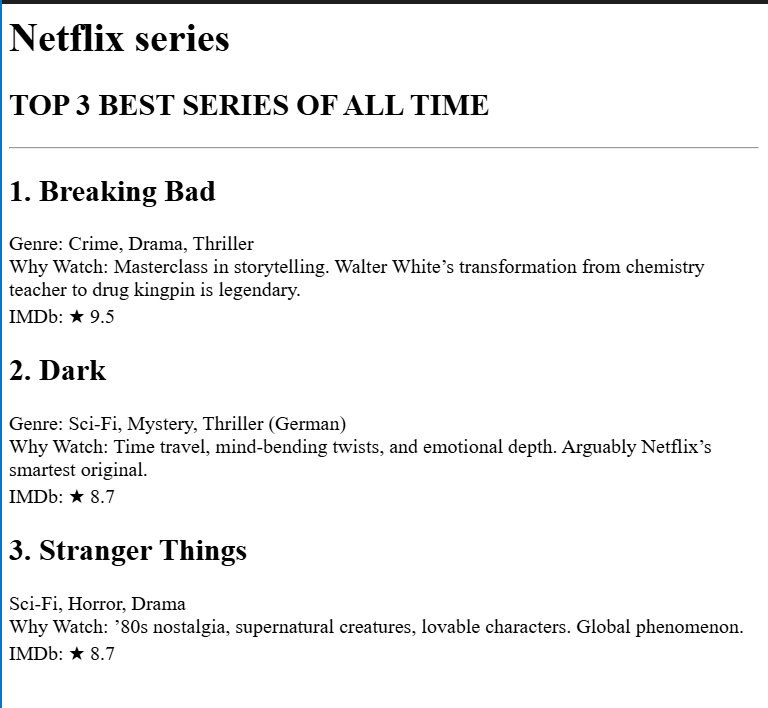 Netflix series
TOP 3 BEST SERIES OF ALL TIME
1. Breaking Bad
Genre: Crime, Drama, Thriller
Why Watch: Masterclass in storytelling. Walter White’s transformation from chemistry
teacher to drug kingpin is legendary.
IMDb: ★ 9.5
2. Dark
Genre: Sci-Fi, Mystery, Thriller (German)
Why Watch: Time travel, mind-bending twists, and emotional depth. Arguably Netflix’s
smartest original.
IMDb: ★ 8.7
3. Stranger Things
Sci-Fi, Horror, Drama
Why Watch: ’80s nostalgia, supernatural creatures, lovable characters. Global phenomenon.
IMDb: ★ 8.7